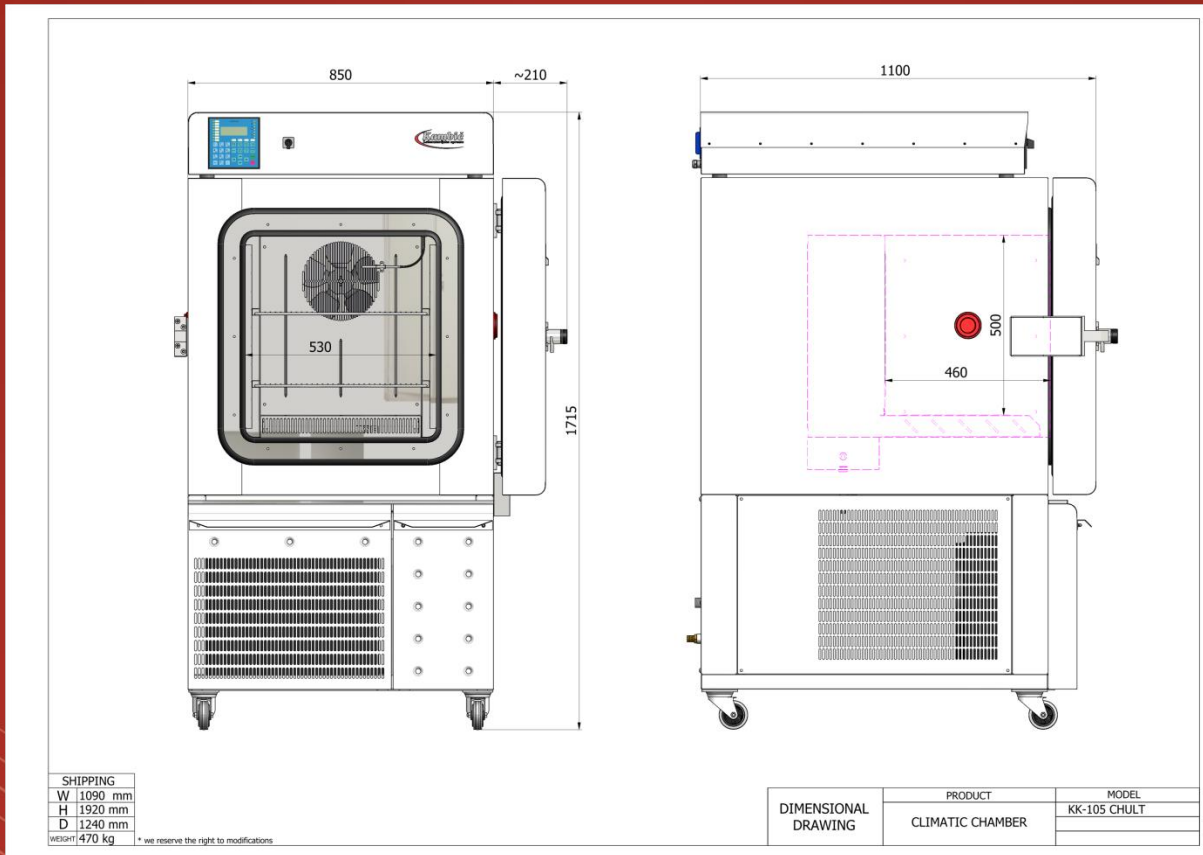 850
~210
1100
Kambič
530
1715
500
460
SHIPPING
W 1090 mm
H 1920 mm
D 1240 mm
WEIGHT 470 kg
* we reserve the right to modifications
DIMENSIONAL
DRAWING
PRODUCT
CLIMATIC CHAMBER
MODEL
KK-105 CHULT